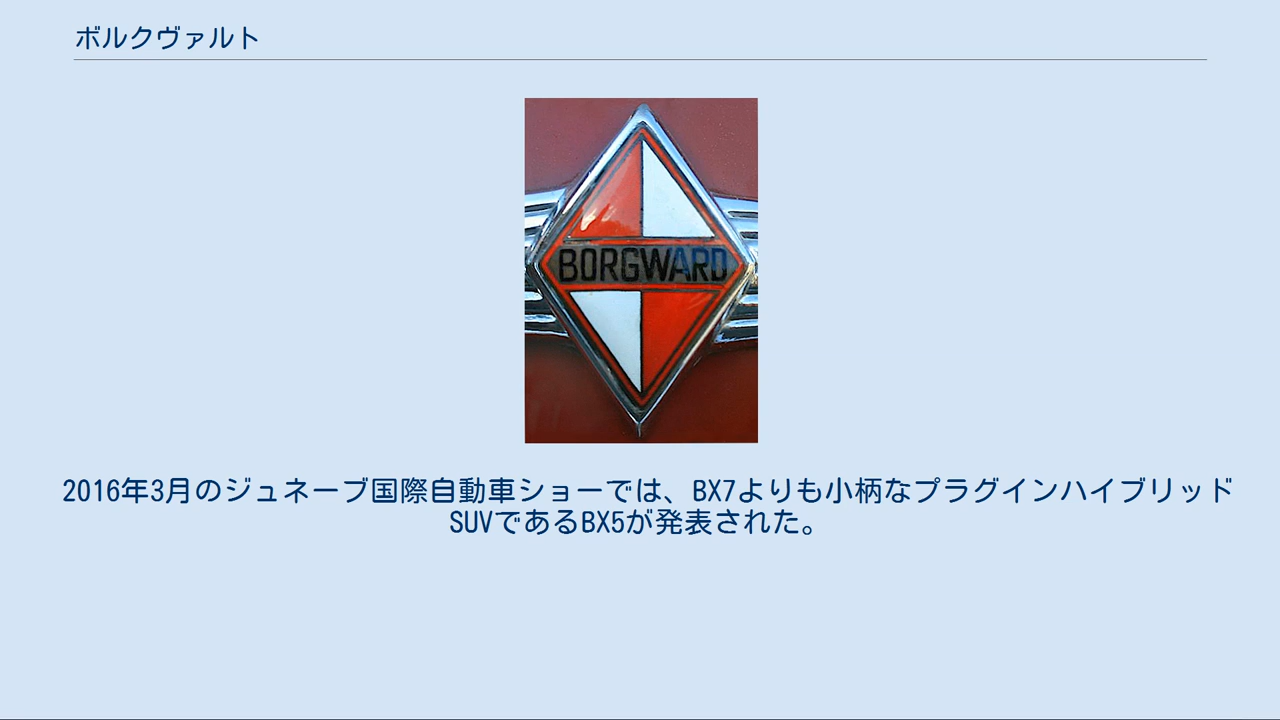 ボルクヴァルト
BORGWARD
2016年3月のジュネーブ国際自動車ショーでは、BX7よりも小柄なプラグインハイブリッド
SUVであるBX5が発表された。